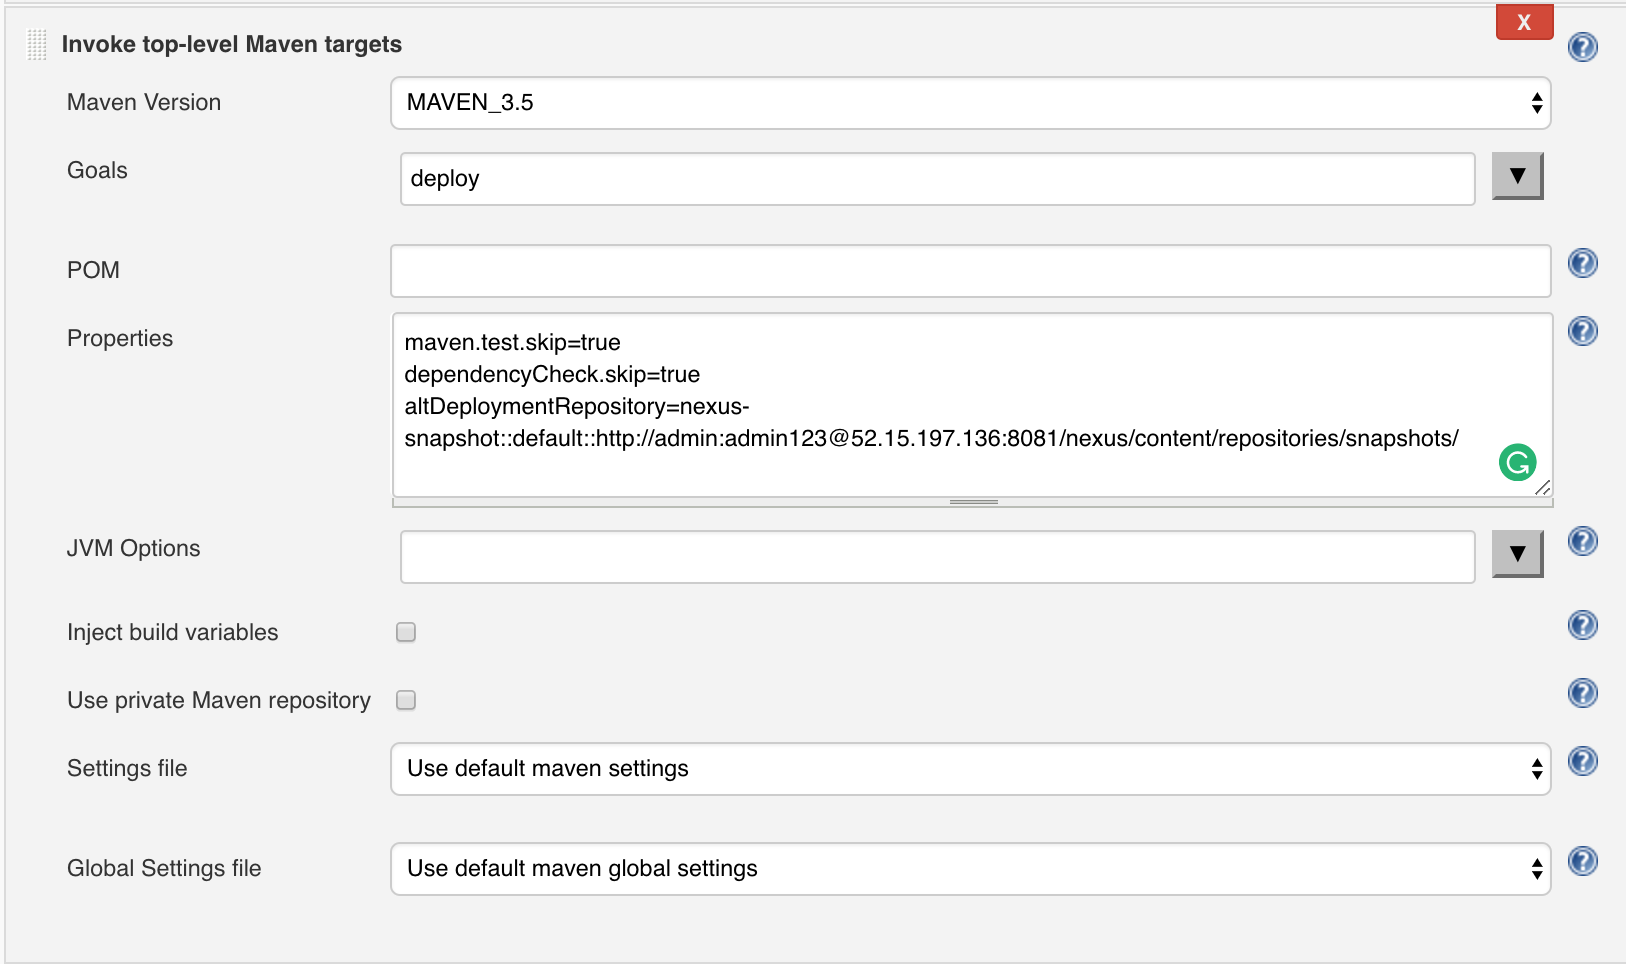 Invoke top-level Maven targets
X
Maven Version
MAVEN_3.5
Goals
deploy
POM
Properties
maven.test.skip=true
dependencyCheck.skip=true
altDeploymentRepository=nexus-
snapshot::default::http://admin:admin123@52.15.197.136:8081/nexus/content/repositories/snapshots/
JVM Options
Inject build variables
Use private Maven repository
Settings file
Use default maven settings
Global Settings file
Use default maven global settings